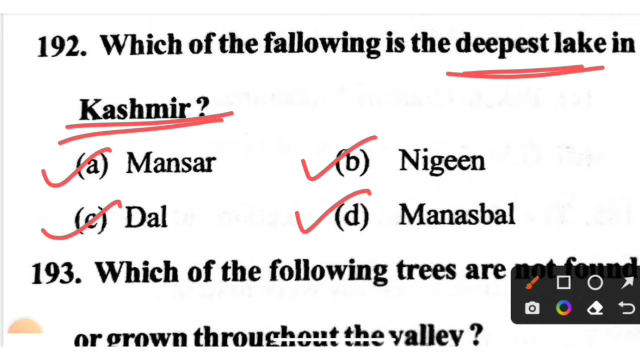 192. Which of the fallowing is the deepest lake in
Kashmir ?
(a) Mansar (b) Nigeen
(c) Dal (d) Manasbal
193. Which of the following trees are not found
or grown throughout the valley ?